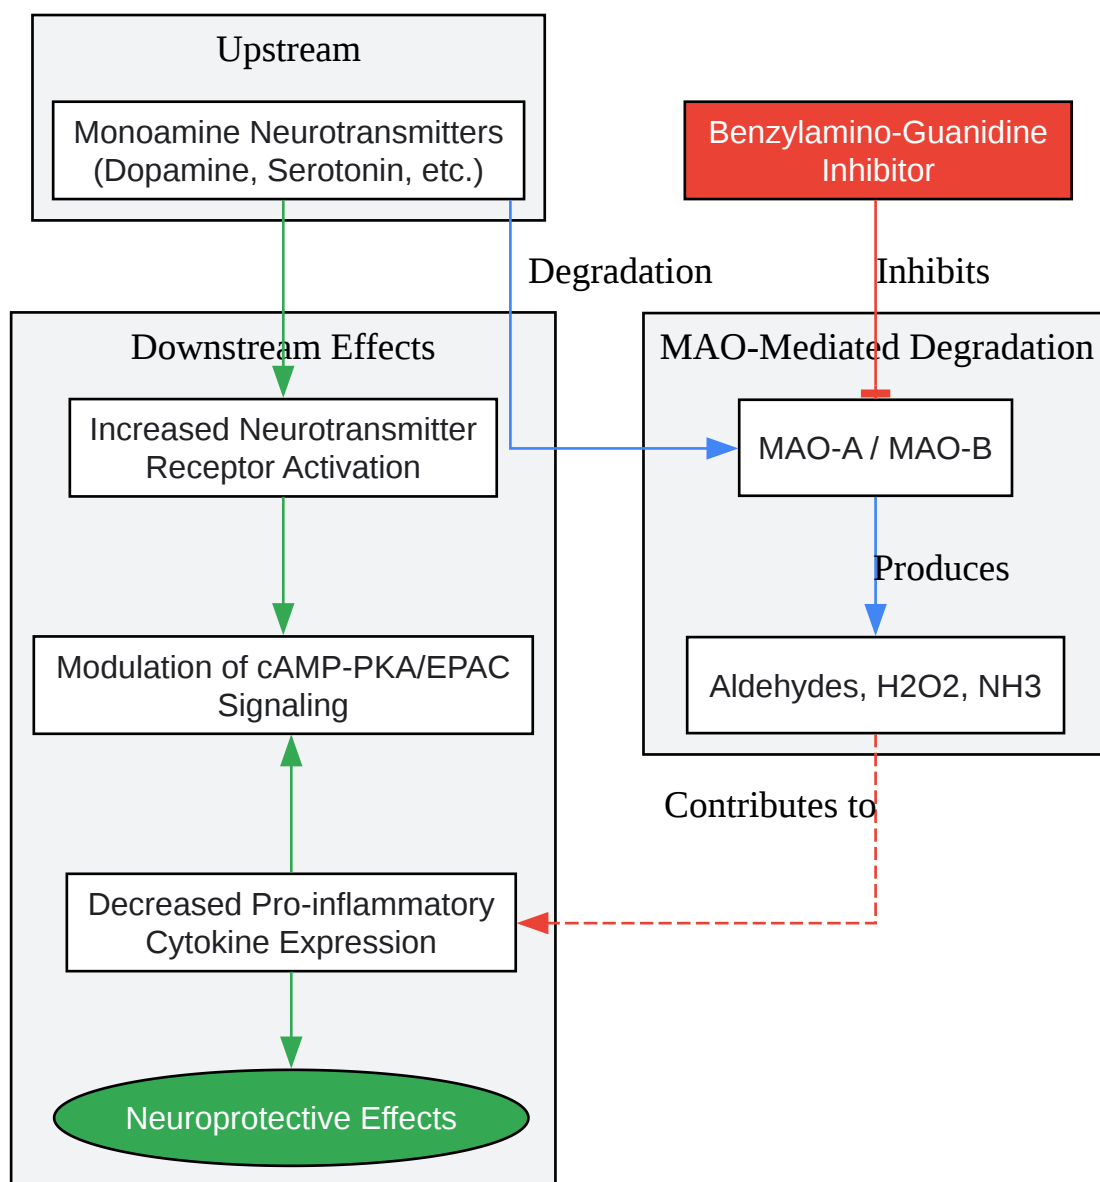 Upstream
Monoamine Neurotransmitters
(Dopamine, Serotonin, etc.)
Benzylamino-Guanidine
Inhibitor
Degradation
Inhibits
Downstream Effects
MAO-Mediated Degradation
Increased Neurotransmitter
Receptor Activation
MAO-A / MAO-B
Produces
Modulation of cAMP-PKA/EPAC
Signaling
Aldehydes, H2O2, NH3
Contributes to
Decreased Pro-inflammatory
Cytokine Expression
Neuroprotective Effects